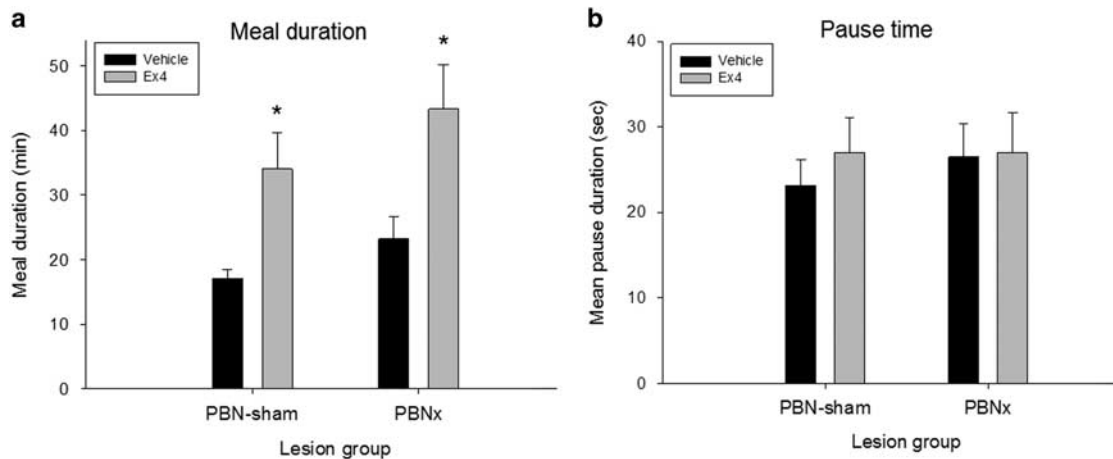 a
Meal duration
Vehicle
Ex4
50
40
30
20
10
0
Meal duration (min)
*
*
PBN-sham
PBNx
Lesion group
b
Pause time
Vehicle
Ex4
40
30
20
10
0
Mean pause duration (sec)
PBN-sham
PBNx
Lesion group